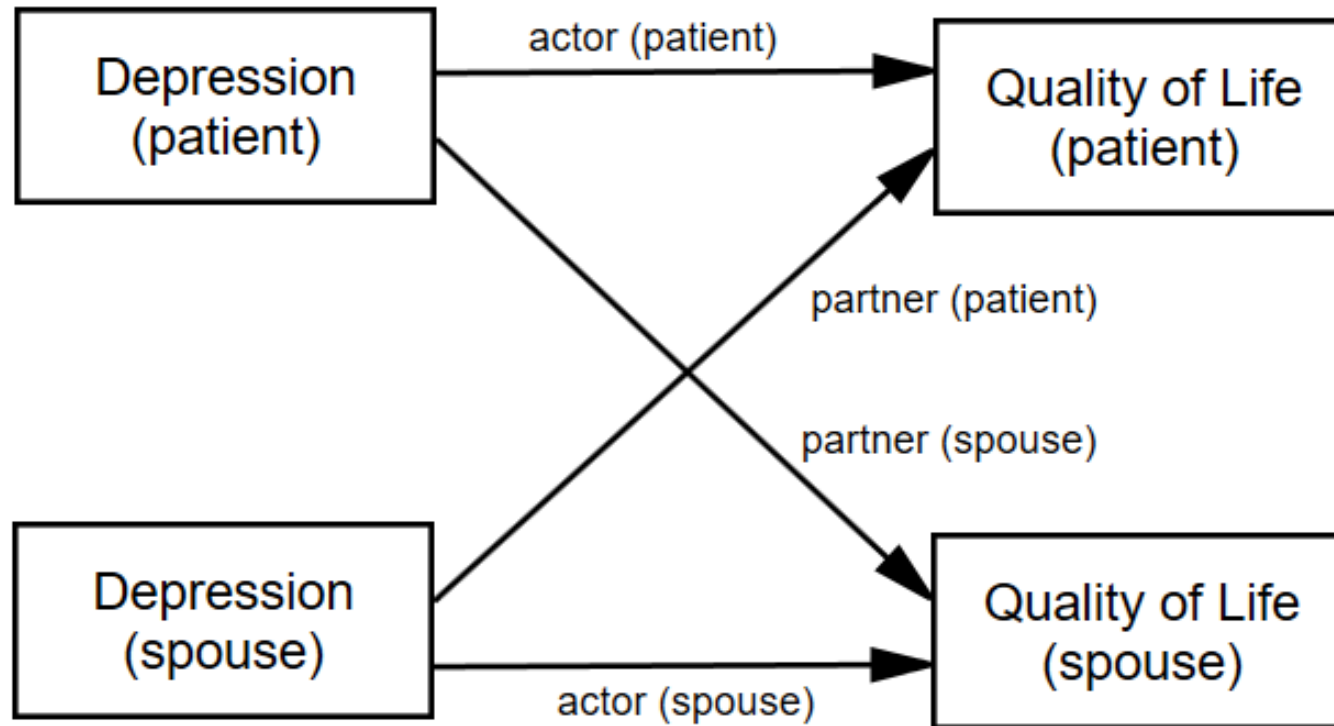 actor (patient)
Depression
(patient)
Quality of Life
(patient)
partner (patient)
partner (spouse)
Depression
(spouse)
Quality of Life
(spouse)
actor (spouse)